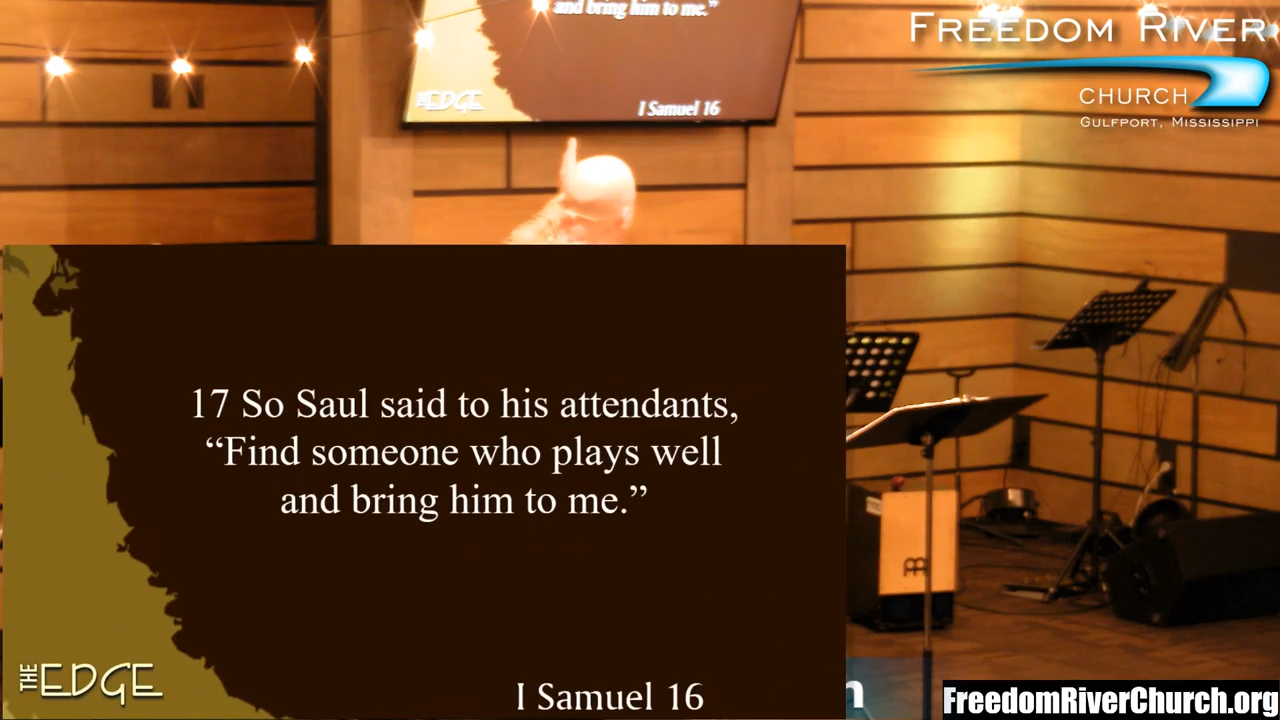 and bring him to me.”
THE EDGE
I Samuel 16
FREEDOM RIVER
CHURCH
GULFPORT, MISSISSIPPI
17 So Saul said to his attendants,
“Find someone who plays well
and bring him to me.”
THE EDGE
I Samuel 16
FreedomRiverChurch.org